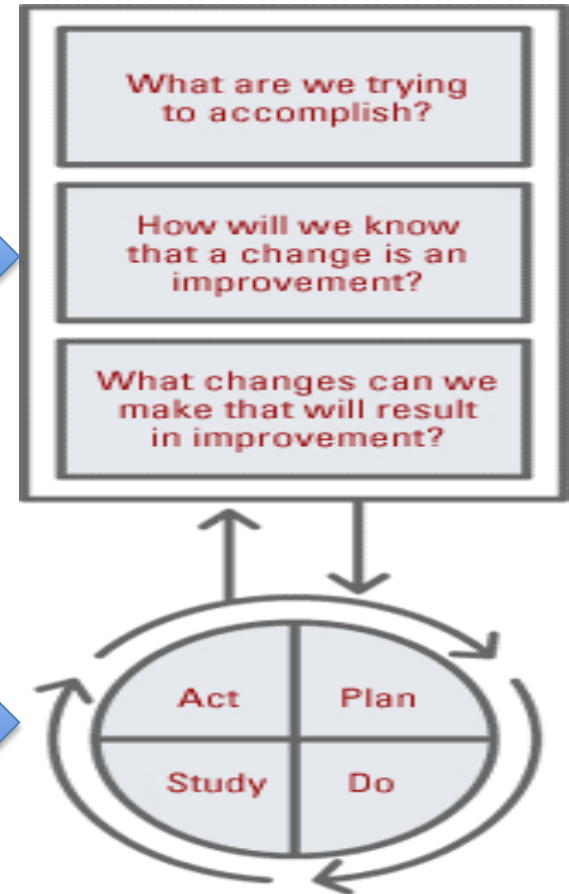 What are we trying
to accomplish?
How will we know
that a change is an
improvement?
What changes can we
make that will result
in improvement?
Act Plan
Study Do